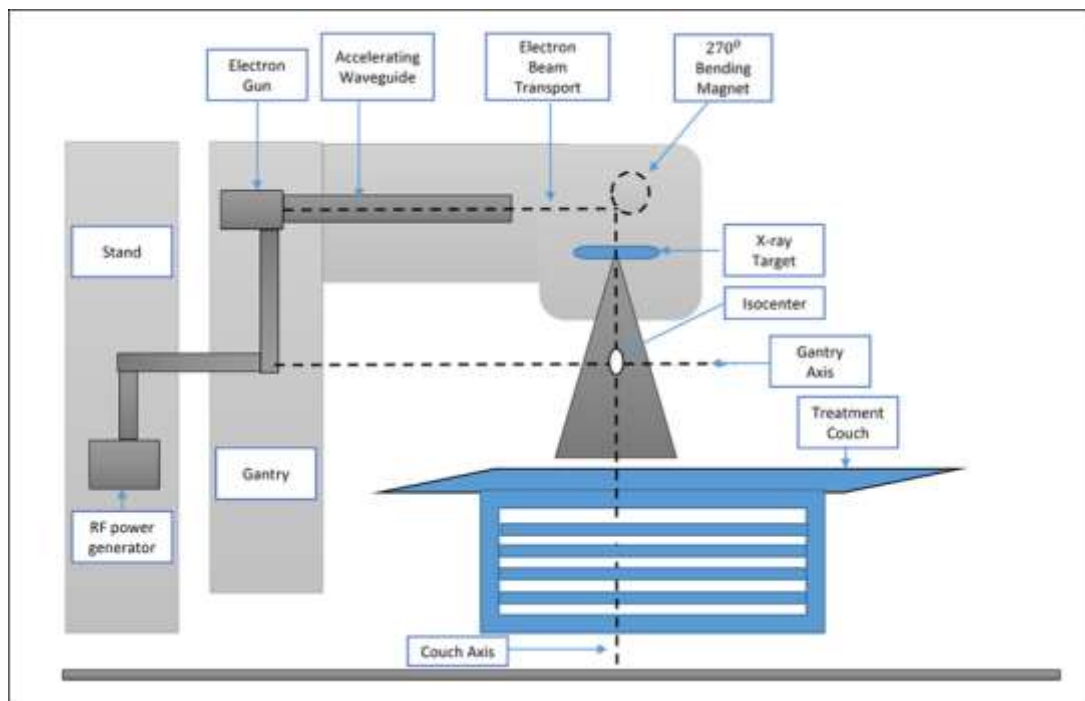 Electron
Gun
Accelerating
Waveguide
Electron
Beam
Transport
270⁰
Bending
Magnet
Stand
X-ray
Target
Isocenter
Gantry
Axis
Treatment
Couch
Gantry
RF power
generator
Couch Axis